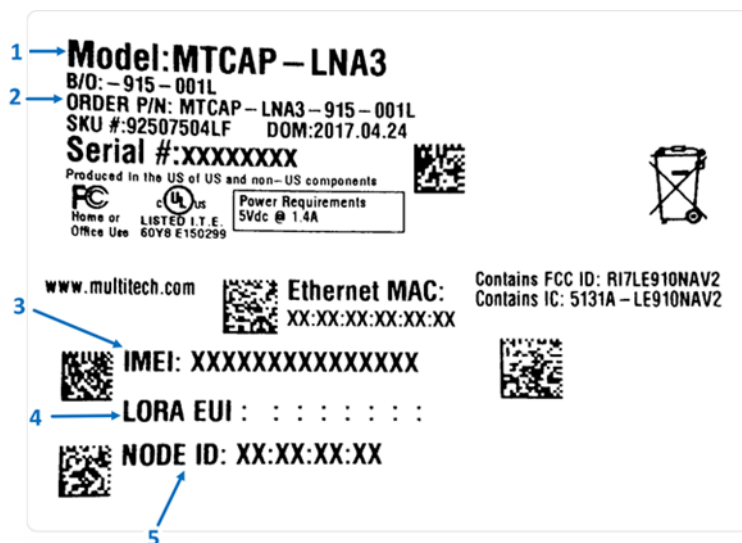 1
Model:MTCAP-LNA3
B/O:-915-001L
2
ORDER P/N: MTCAP-LNA3-915-001L
SKU #:92507504LF DOM:2017.04.24
Serial #:XXXXXXXX
Produced in the US of US and non-US components
FC
Home or
Office Use
c UL us
LISTED I.T.E.
60Y8 E150299
Power Requirements
5Vdc @ 1.4A
www.multitech.com
Ethernet MAC:
XX:XX:XX:XX:XX:XX
Contains FCC ID: RI7LE910NAV2
Contains IC: 5131A-LE910NAV2
3
IMEI: XXXXXXXXXXXXXXX
4
LORA EUI : : : : : : : :
NODE ID: XX:XX:XX:XX
5